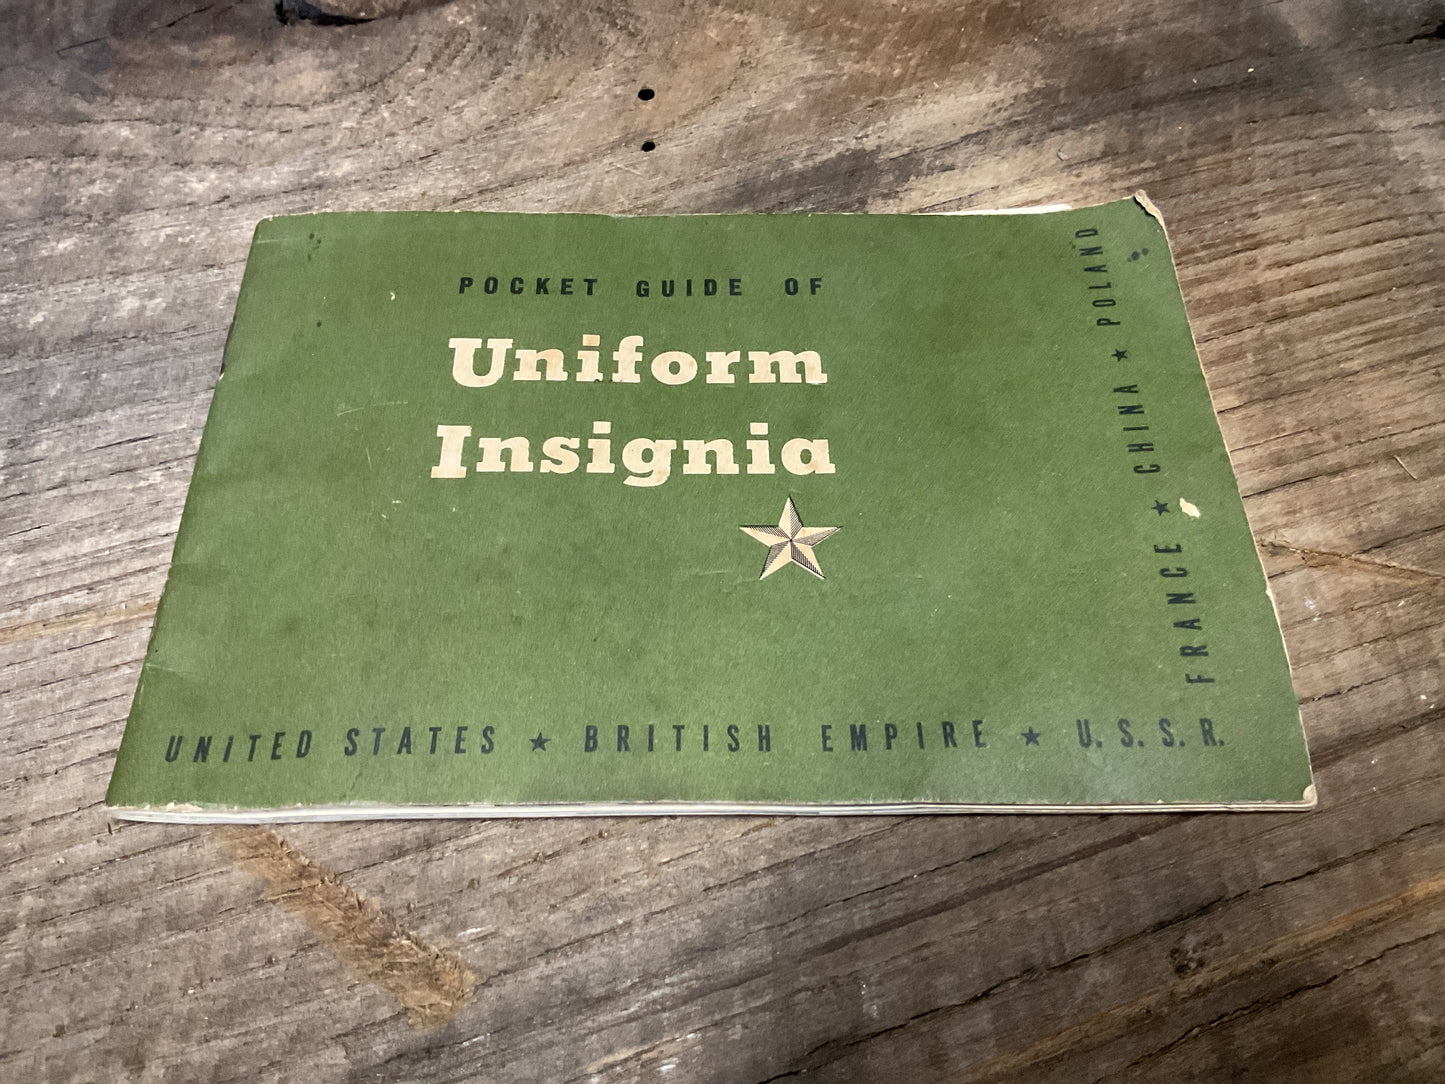 POCKET GUIDE OF
Uniform
Insignia
UNITED STATES ★ BRITISH EMPIRE ★ U.S.S.R.
FRANCE ★ CHINA ★ POLAND